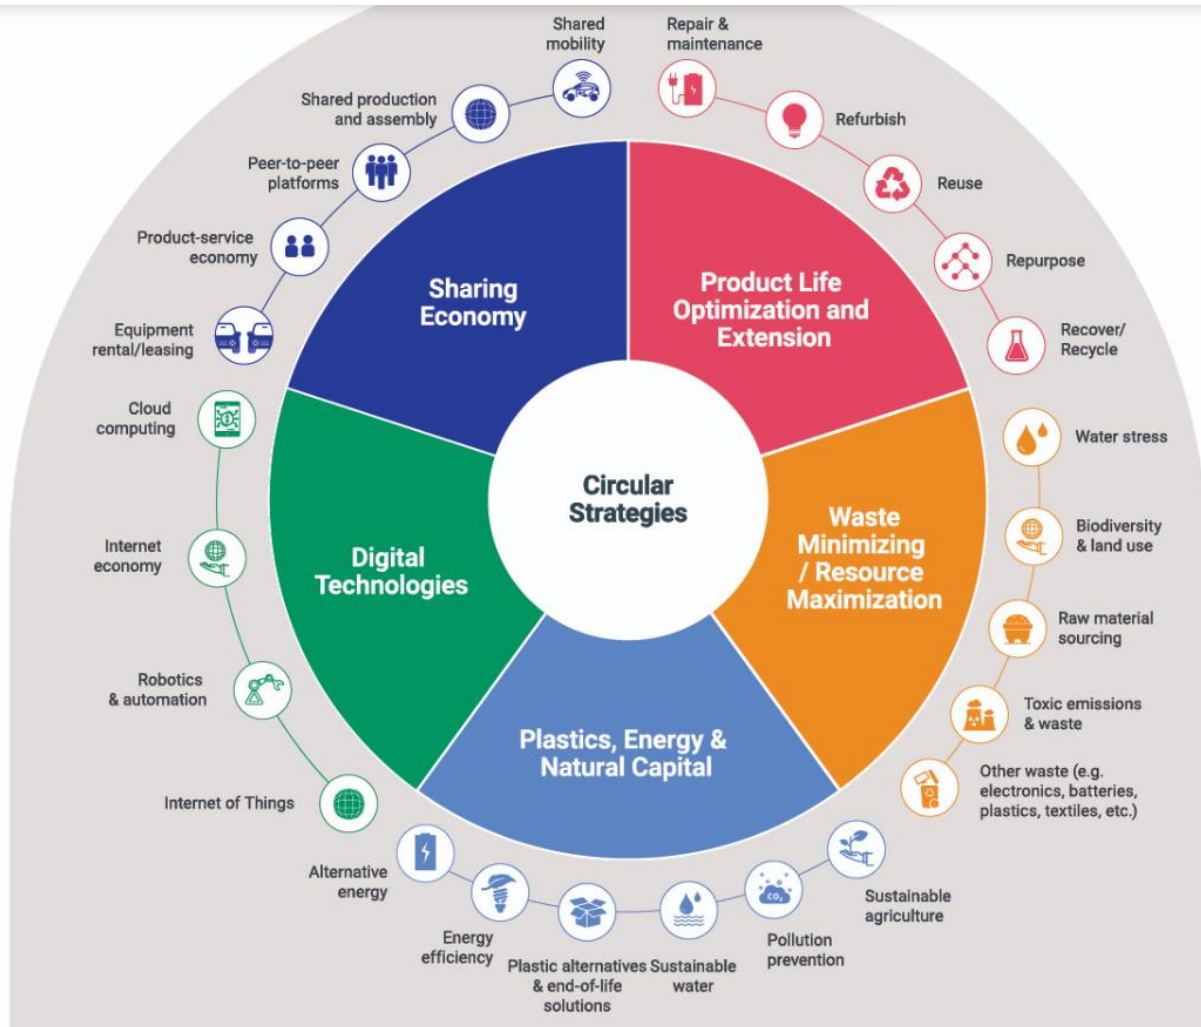 Circular
Strategies
Sharing
Economy
Shared
mobility
Shared production
and assembly
Peer-to-peer
platforms
Product-service
economy
Equipment
rental/leasing
Product Life
Optimization and
Extension
Repair &
maintenance
Refurbish
Reuse
Repurpose
Recover/
Recycle
Waste
Minimizing
/ Resource
Maximization
Water stress
Biodiversity
& land use
Raw material
sourcing
Toxic emissions
& waste
Other waste (e.g.
electronics, batteries,
plastics, textiles, etc.)
Plastics, Energy &
Natural Capital
Alternative
energy
Energy
efficiency
Plastic alternatives
& end-of-life
solutions
Sustainable
water
CO₂
Pollution
prevention
Sustainable
agriculture
Digital
Technologies
Cloud
computing
$
Internet
economy
Robotics
& automation
Internet of Things